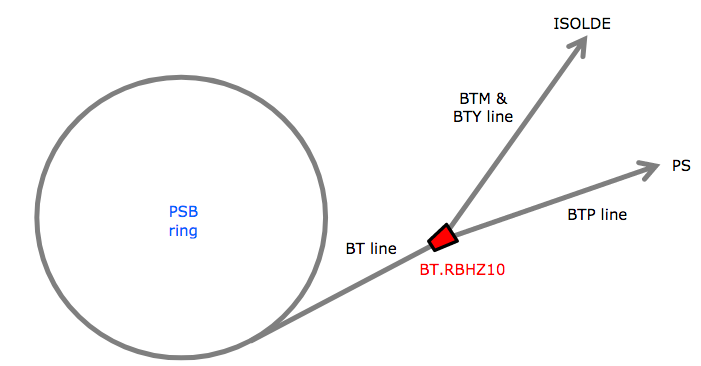 ISOLDE
BTM &
BTY line
PS
PSB
ring
BTP line
BT line
BT.RBHZ10